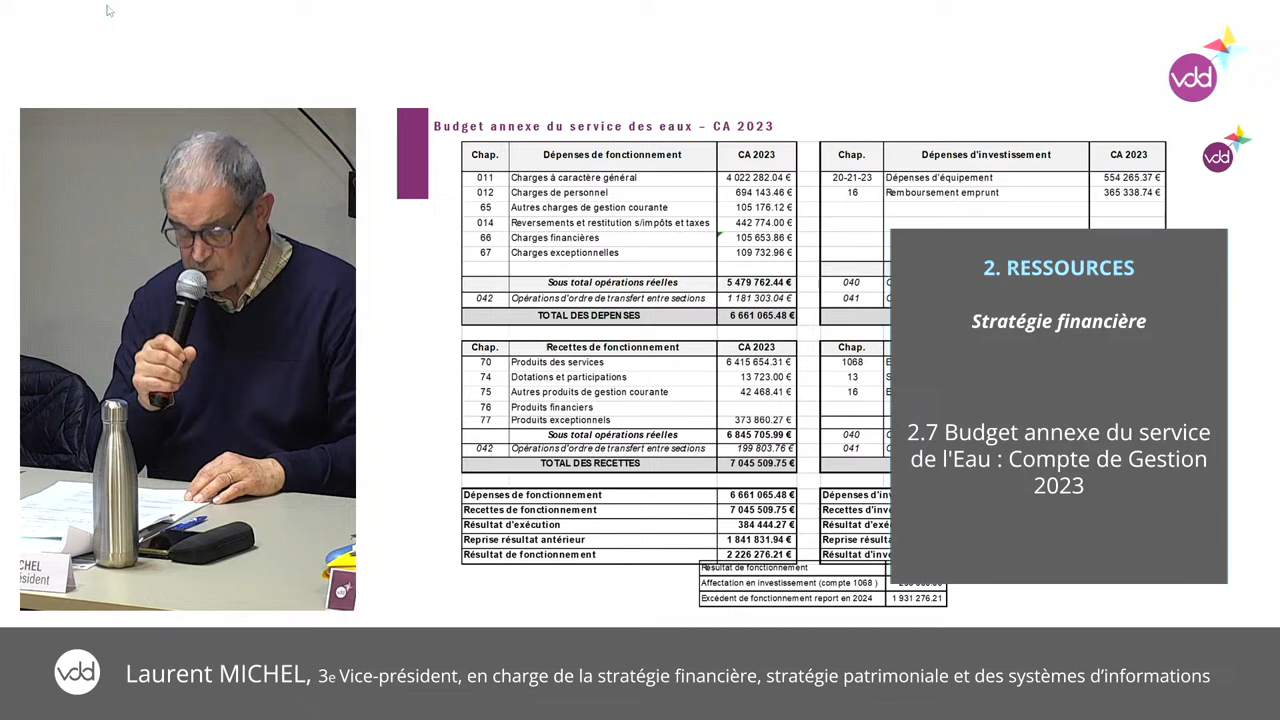 vdd
Budget annexe du service des eaux – CA 2023
vdd
Chap. Dépenses de fonctionnement CA 2023
011 Charges à caractère général 4 022 282.04 €
012 Charges de personnel 694 143.46 €
65 Autres charges de gestion courante 105 176.12 €
014 Reversements et restitution s/impôts et taxes 442 774.00 €
66 Charges financières 105 653.86 €
67 Charges exceptionnelles 109 732.96 €
Sous total opérations réelles 5 479 762.44 €
042 Opérations d'ordre de transfert entre sections 1 181 303.04 €
TOTAL DES DEPENSES 6 661 065.48 €
Chap. Dépenses d'investissement CA 2023
20-21-23 Dépenses d'équipement 554 265.37 €
16 Remboursement emprunt 365 338.74 €
040
041
Chap. Recettes de fonctionnement CA 2023
70 Produits des services 6 415 654.31 €
74 Dotations et participations 13 723.00 €
75 Autres produits de gestion courante 42 468.41 €
76 Produits financiers
77 Produits exceptionnels 373 860.27 €
Sous total opérations réelles 6 845 705.99 €
042 Opérations d'ordre de transfert entre sections 199 803.76 €
TOTAL DES RECETTES 7 045 509.75 €
Chap.
1068
13
16
040
041
Dépenses de fonctionnement 6 661 065.48 €
Recettes de fonctionnement 7 045 509.75 €
Résultat d'exécution 384 444.27 €
Reprise résultat antérieur 1 841 831.94 €
Résultat de fonctionnement 2 226 276.21 €
Dépenses d'in
Recettes d'inve
Résultat d'exé
Reprise résulta
Résultat d'inve
Résultat de fonctionnement
Affectation en investissement (compte 1068 )
Excédent de fonctionnement report en 2024 1 931 276.21
2. RESSOURCES
Stratégie financière
2.7 Budget annexe du service
de l'Eau : Compte de Gestion
2023
CHEL
ésident
vdd
vdd
Laurent MICHEL, 3e Vice-président, en charge de la stratégie financière, stratégie patrimoniale et des systèmes d'informations